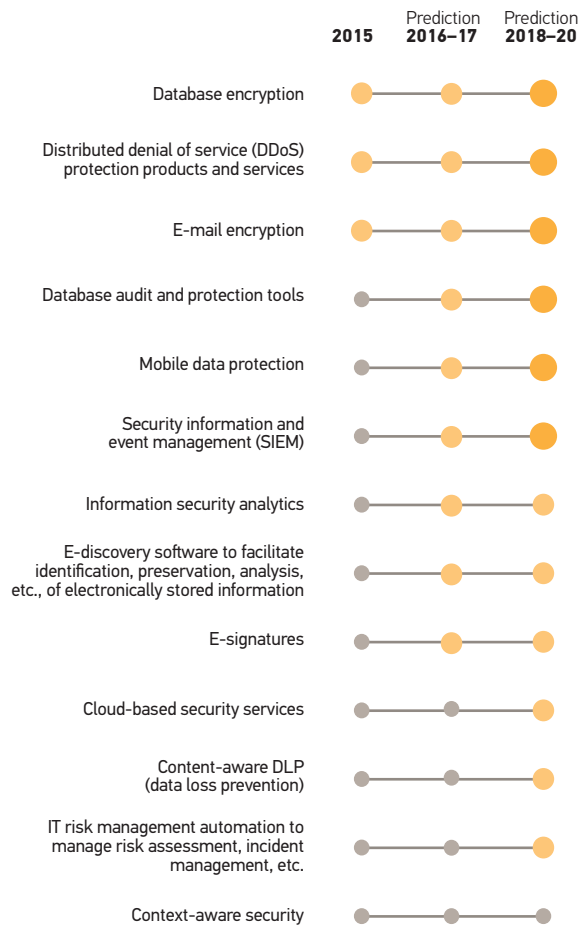 Prediction Prediction
2015 2016–17 2018–20
Database encryption
Distributed denial of service (DDoS)
protection products and services
E-mail encryption
Database audit and protection tools
Mobile data protection
Security information and
event management (SIEM)
Information security analytics
E-discovery software to facilitate
identification, preservation, analysis,
etc., of electronically stored information
E-signatures
Cloud-based security services
Content-aware DLP
(data loss prevention)
IT risk management automation to
manage risk assessment, incident
management, etc.
Context-aware security